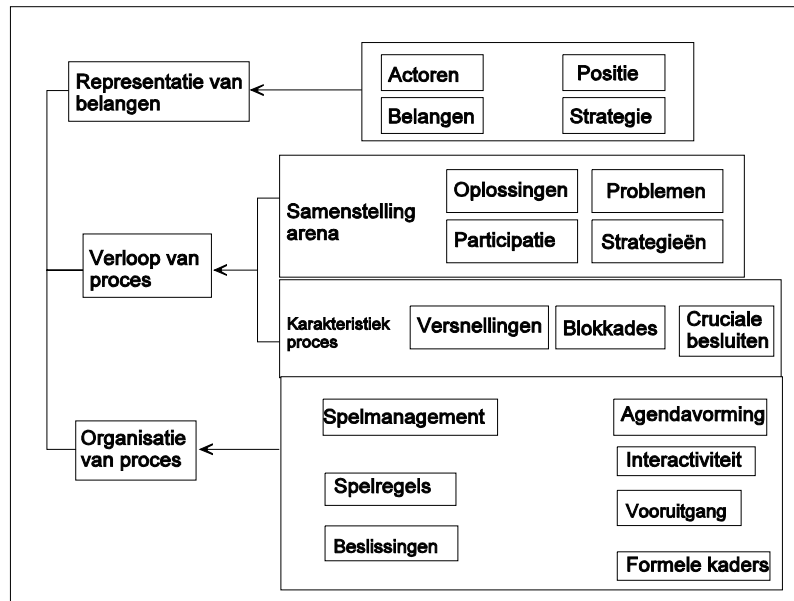 Representatie van
belangen
Actoren
Positie
Belangen
Strategie
Verloop van
proces
Samenstelling
arena
Oplossingen
Problemen
Participatie
Strategieën
Karakteristiek
proces
Versnellingen
Blokkades
Cruciale
besluiten
Organisatie
van proces
Spelmanagement
Agendavorming
Interactiviteit
Spelregels
Vooruitgang
Beslissingen
Formele kaders